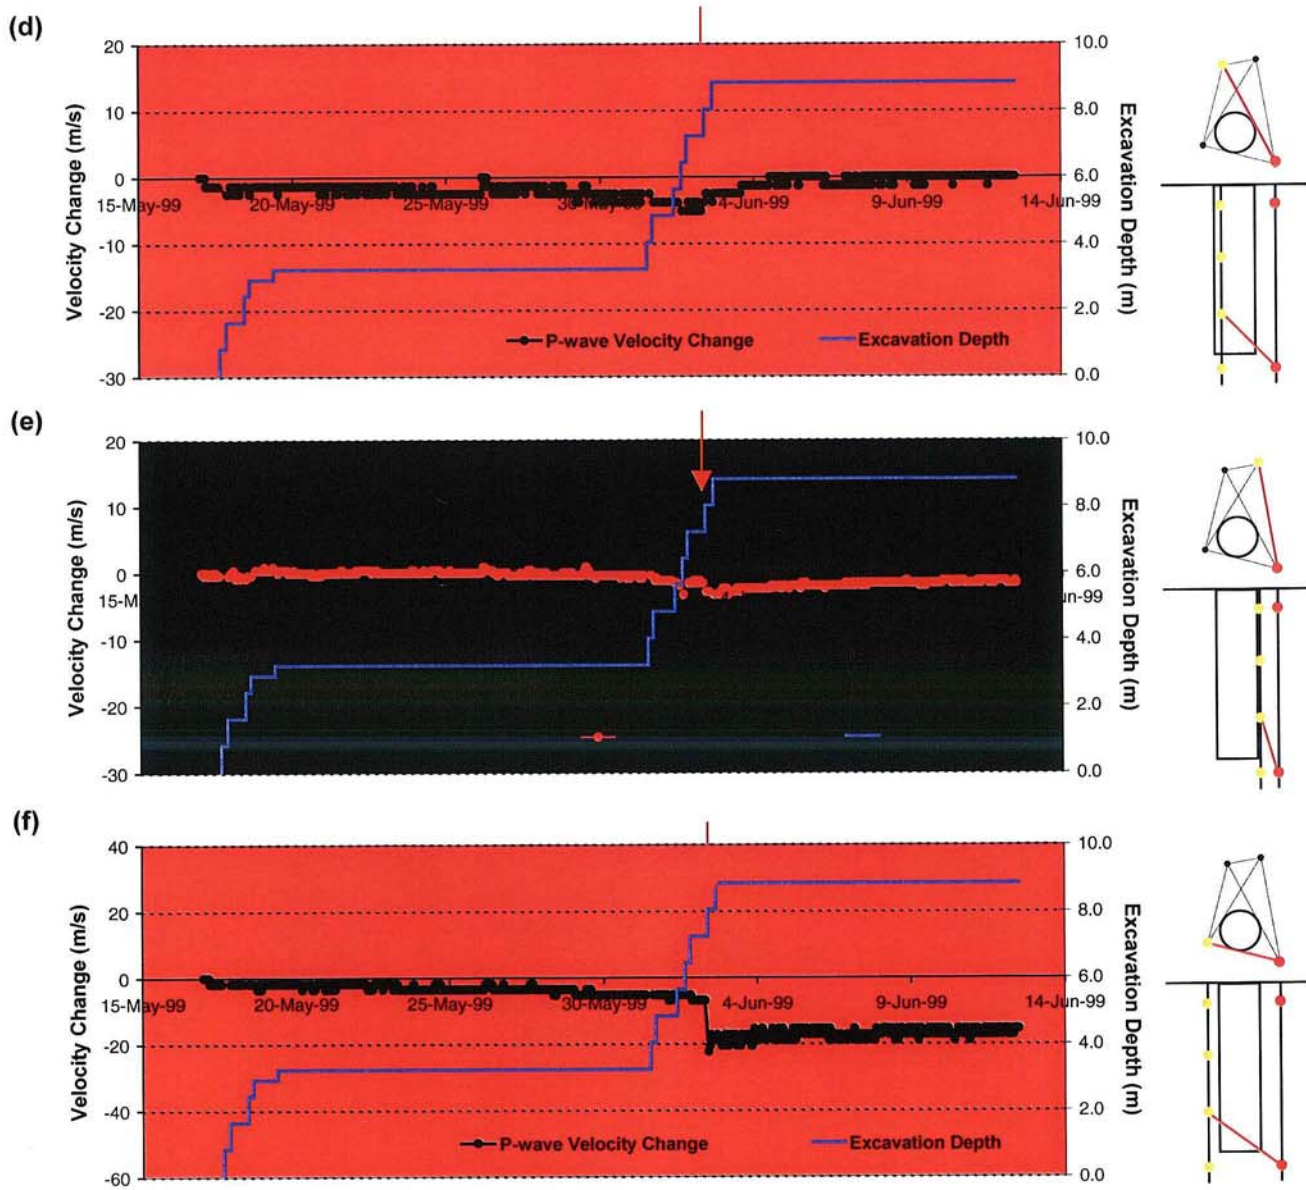 (d)
20
10
0
-10
-20
-30
Velocity Change (m/s)
15-May-99 20-May-99 25-May-99 30-May-99 4-Jun-99 9-Jun-99 14-Jun-99
10.0
8.0
6.0
4.0
2.0
0.0
Excavation Depth (m)
P-wave Velocity Change
Excavation Depth
(e)
20
10
0
-10
-20
-30
Velocity Change (m/s)
15-M
un-99
10.0
8.0
6.0
4.0
2.0
0.0
Excavation Depth (m)
(f)
40
20
0
-20
-40
-60
Velocity Change (m/s)
15-May-99 20-May-99 25-May-99 30-May-99 4-Jun-99 9-Jun-99 14-Jun-99
10.0
8.0
6.0
4.0
2.0
0.0
Excavation Depth (m)
P-wave Velocity Change
Excavation Depth